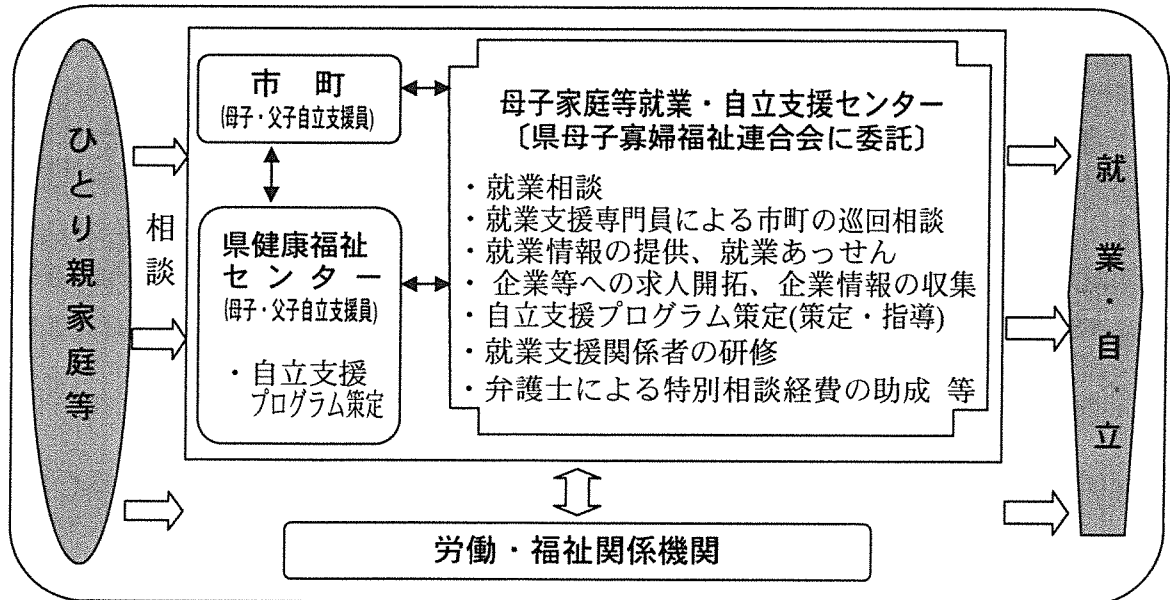 ひとり親家庭等
相談
市 町
(母子・父子自立支援員)
県健康福祉
センター
(母子・父子自立支援員)
・自立支援
プログラム策定
母子家庭等就業・自立支援センター
〔県母子寡婦福祉連合会に委託〕
・就業相談
・就業支援専門員による市町の巡回相談
・就業情報の提供、就業あっせん
・ 企業等への求人開拓、企業情報の収集
・自立支援プログラム策定(策定・指導)
・就業支援関係者の研修
・弁護士による特別相談経費の助成 等
就業・自立
労働・福祉関係機関